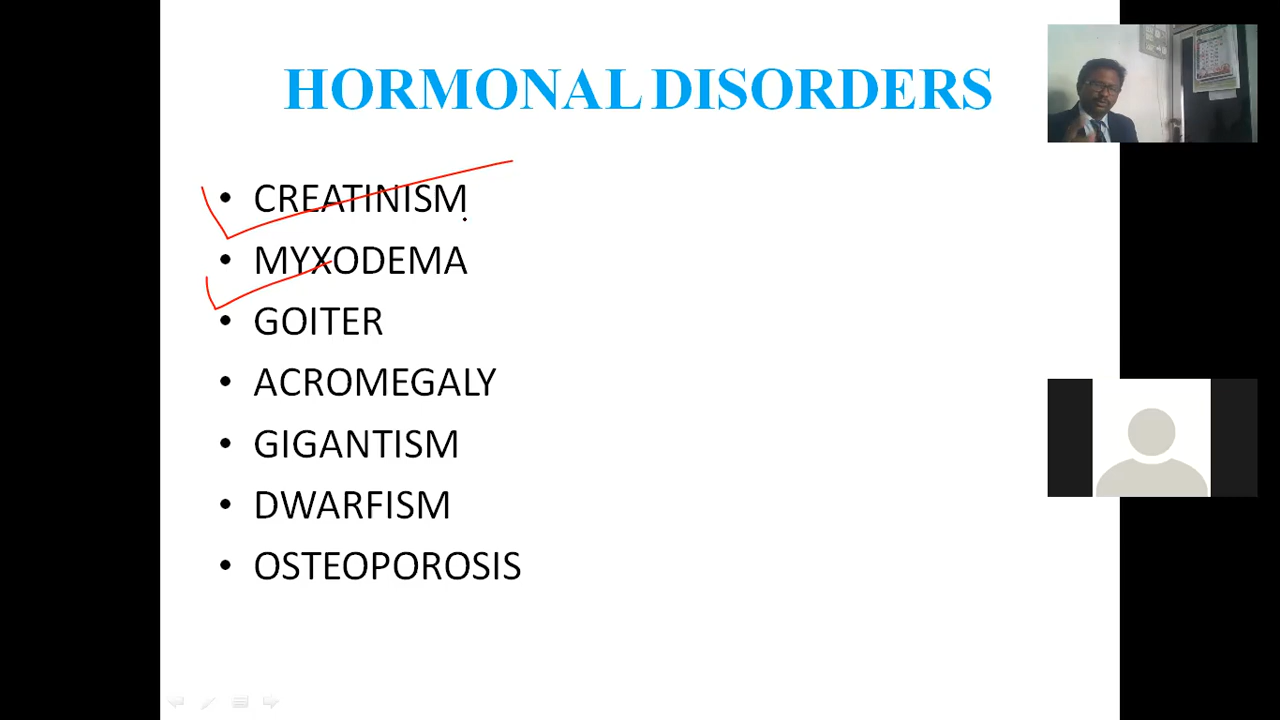 HORMONAL DISORDERS
• CREATINISM
• MYXODEMA
• GOITER
• ACROMEGALY
• GIGANTISM
• DWARFISM
• OSTEOPOROSIS